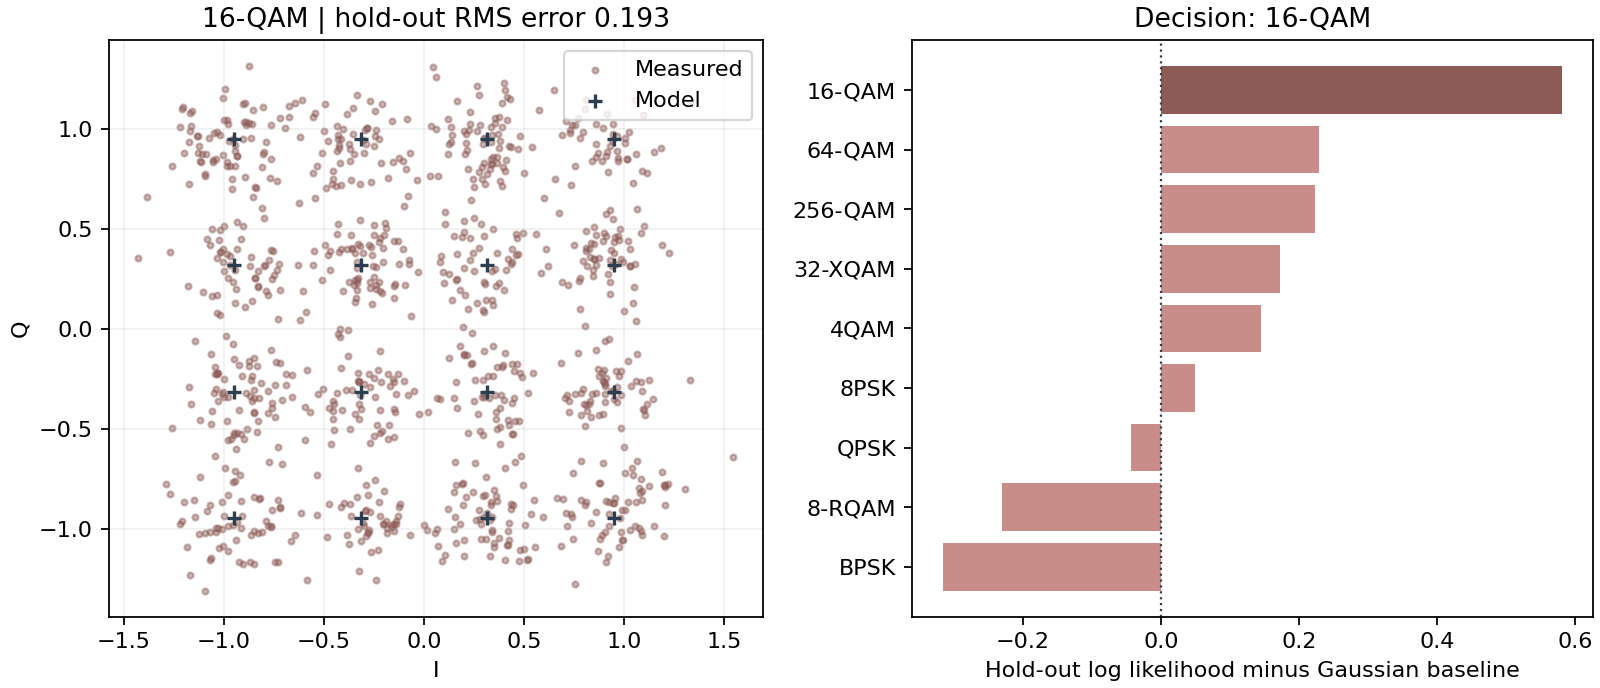 16-QAM | hold-out RMS error 0.193
Measured
Model
1.0
0.5
0.0
−0.5
−1.0
Q
−1.5
−1.0
−0.5
0.0
0.5
1.0
1.5
I
Decision: 16-QAM
16-QAM
64-QAM
256-QAM
32-XQAM
4QAM
8PSK
QPSK
8-RQAM
BPSK
−0.2
0.0
0.2
0.4
0.6
Hold-out log likelihood minus Gaussian baseline